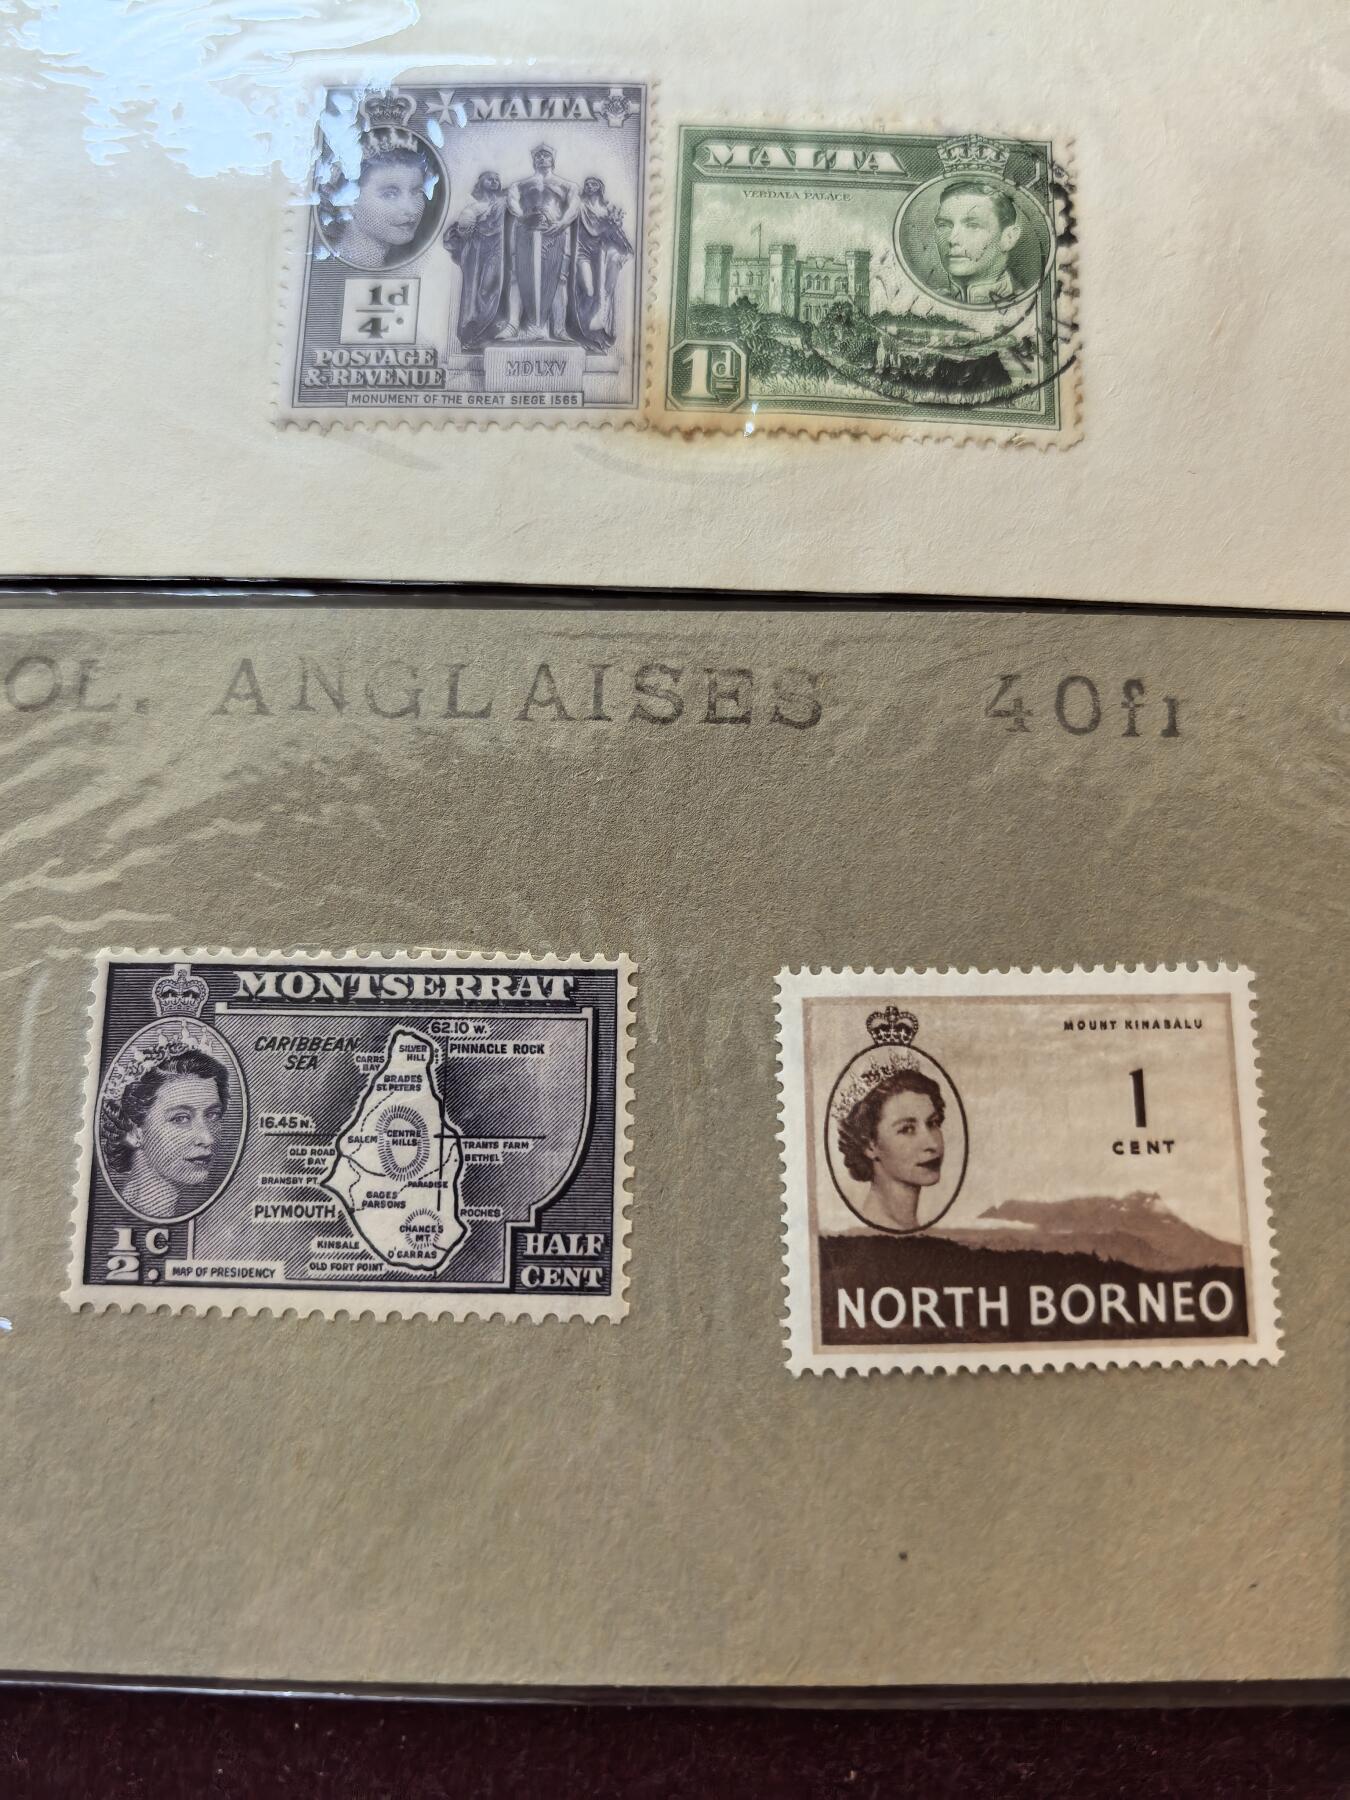 MALTA
1d
4.
POSTAGE
& REVENUE
MDLXV
MONUMENT OF THE GREAT SIEGE 1565
MALTA
VERDALA PALACE
1d
OL. ANGLAISES 40f
MONTSERRAT
CARIBBEAN
SEA
62.10 W.
PINNACLE ROCK
SILVER
HILL
CARRS
BAY
BRADES
ST. PETERS
16.45 N.
SALEM
CENTRE
HILLS
TRANTS FARM
BETHEL
OLD ROAD
BAY
BRANSBY PT.
PARADISE
GAGES
PARSONS
PLYMOUTH
ROCHES
CHANCES
MT.
KINSALE
O'GARRAS
OLD FORT POINT
½ C.
MAP OF PRESIDENCY
HALF
CENT
MOUNT KINABALU
1
CENT
NORTH BORNEO